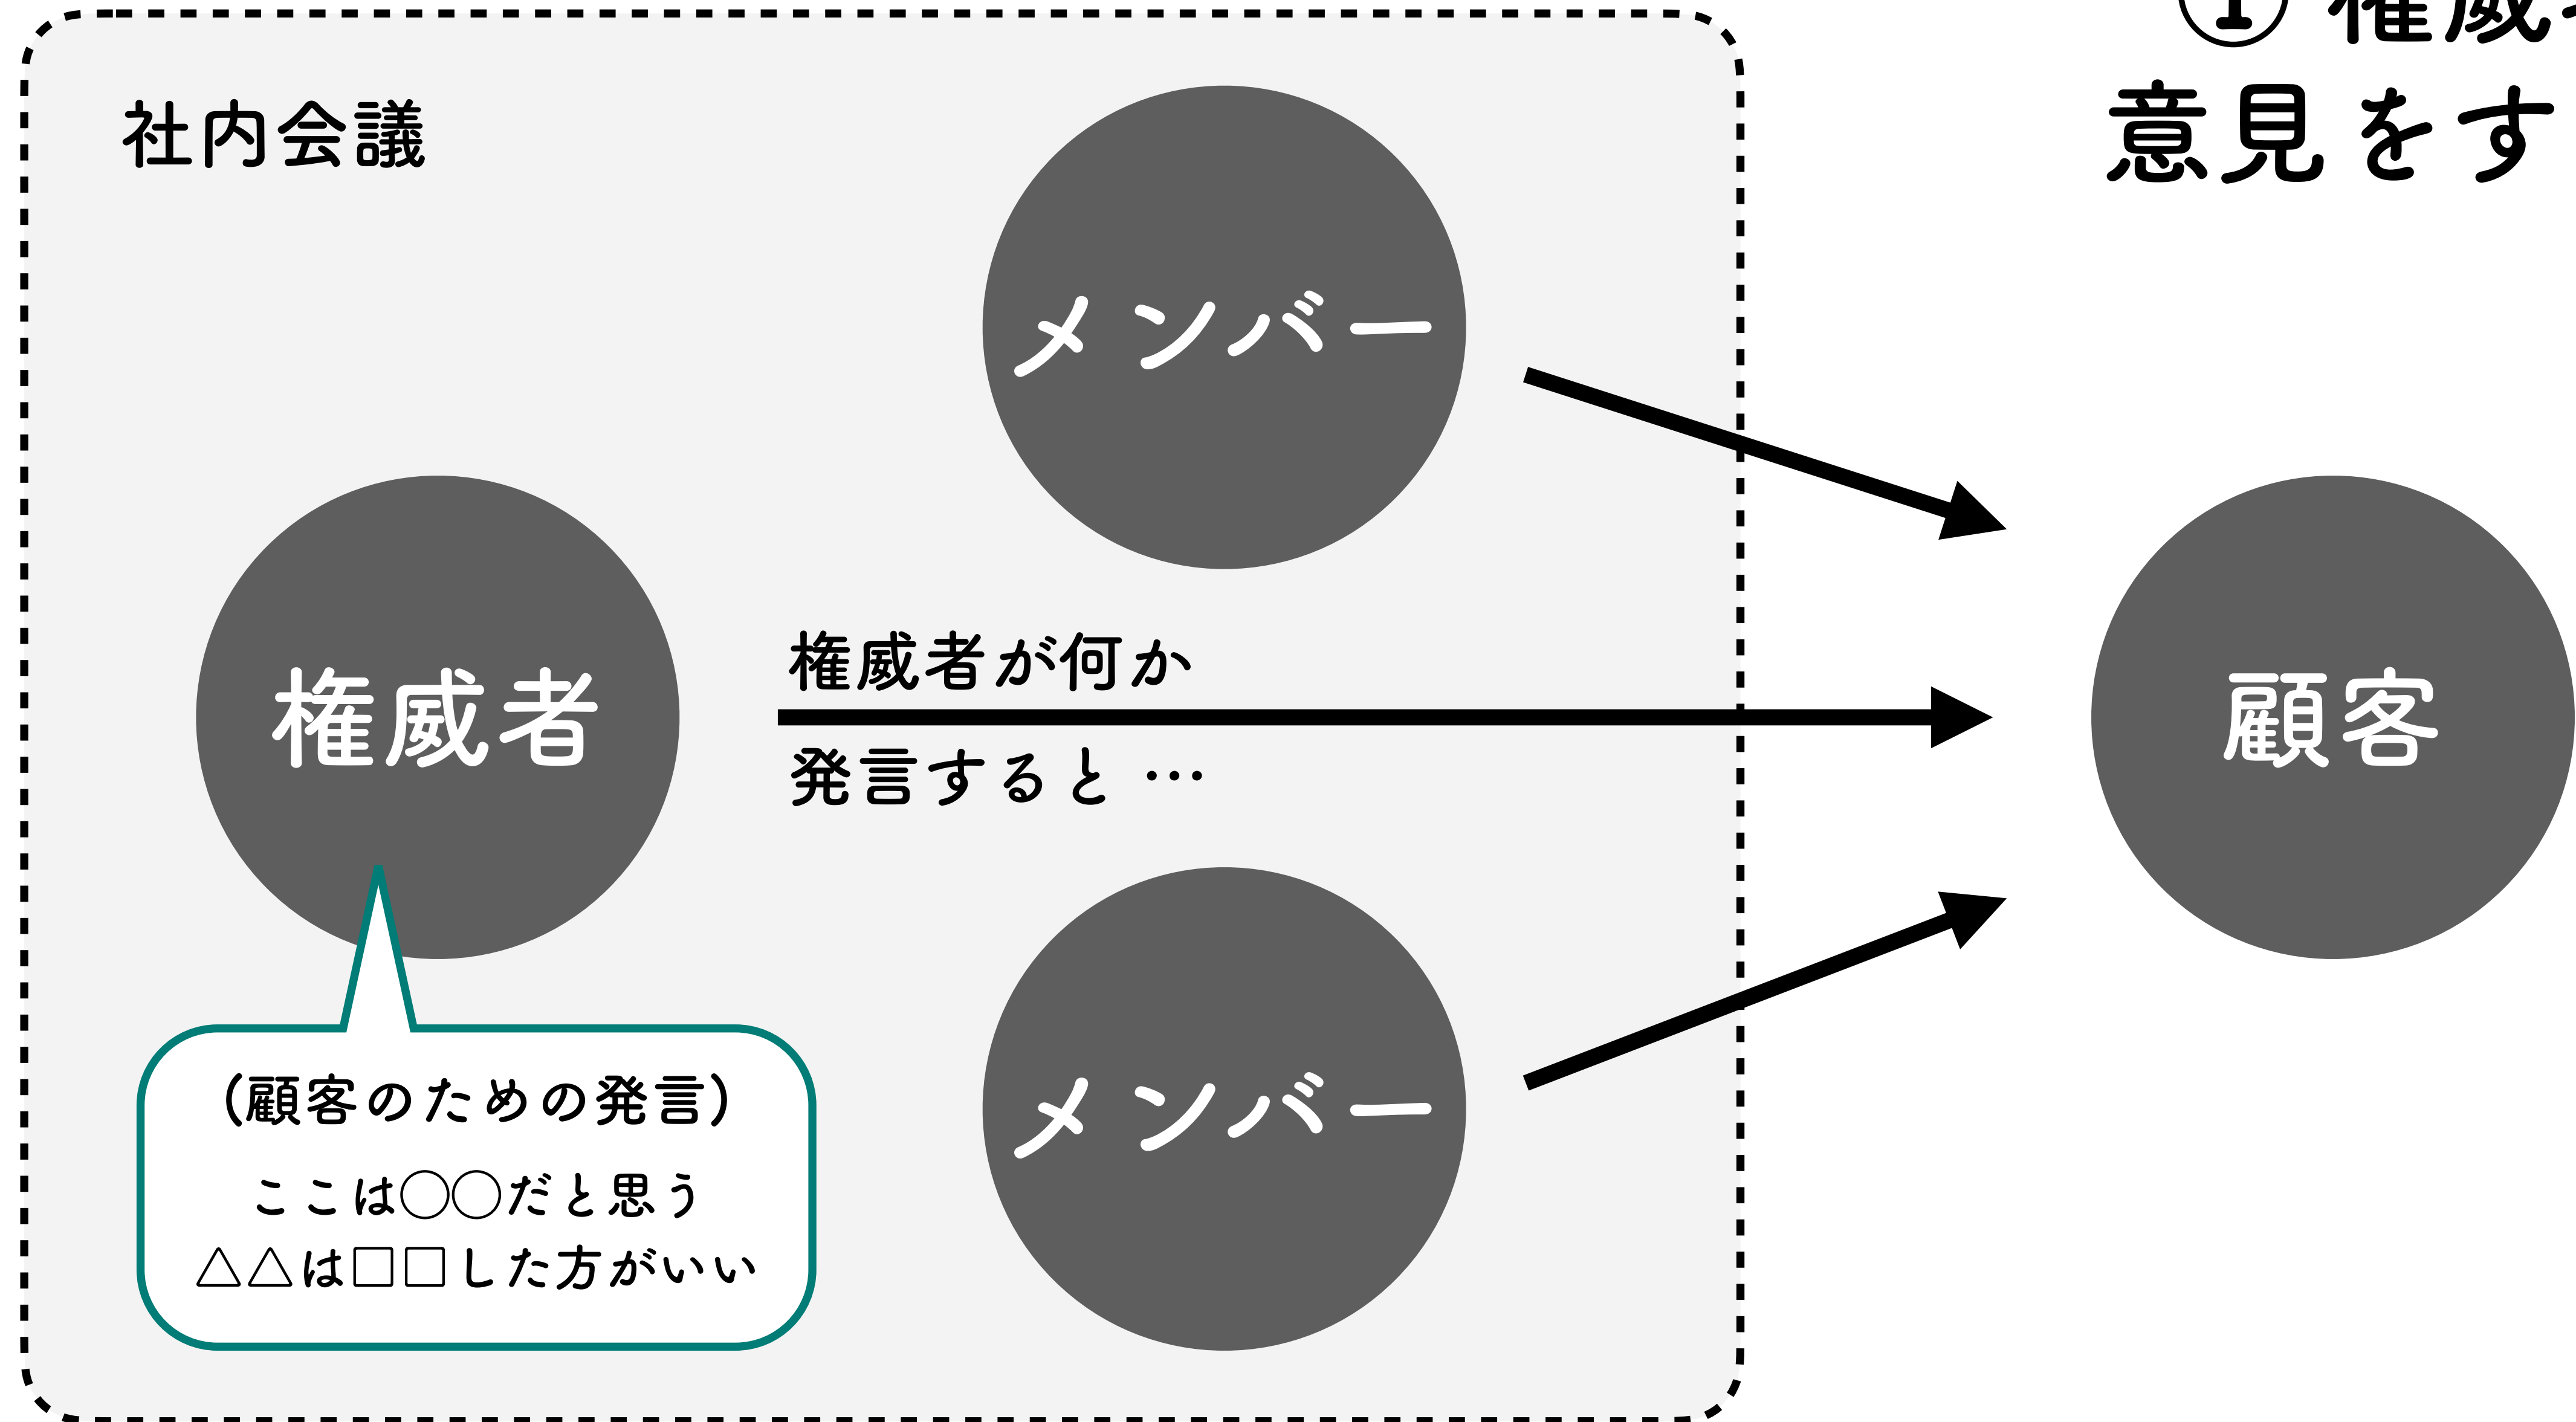 ① 権威
意見をす
社内会議
メンバー
権威者が何か
権威者
顧客
発言すると …
(顧客のための発言)
メンバー
ここは◯◯だと思う
△△は□□した方がいい